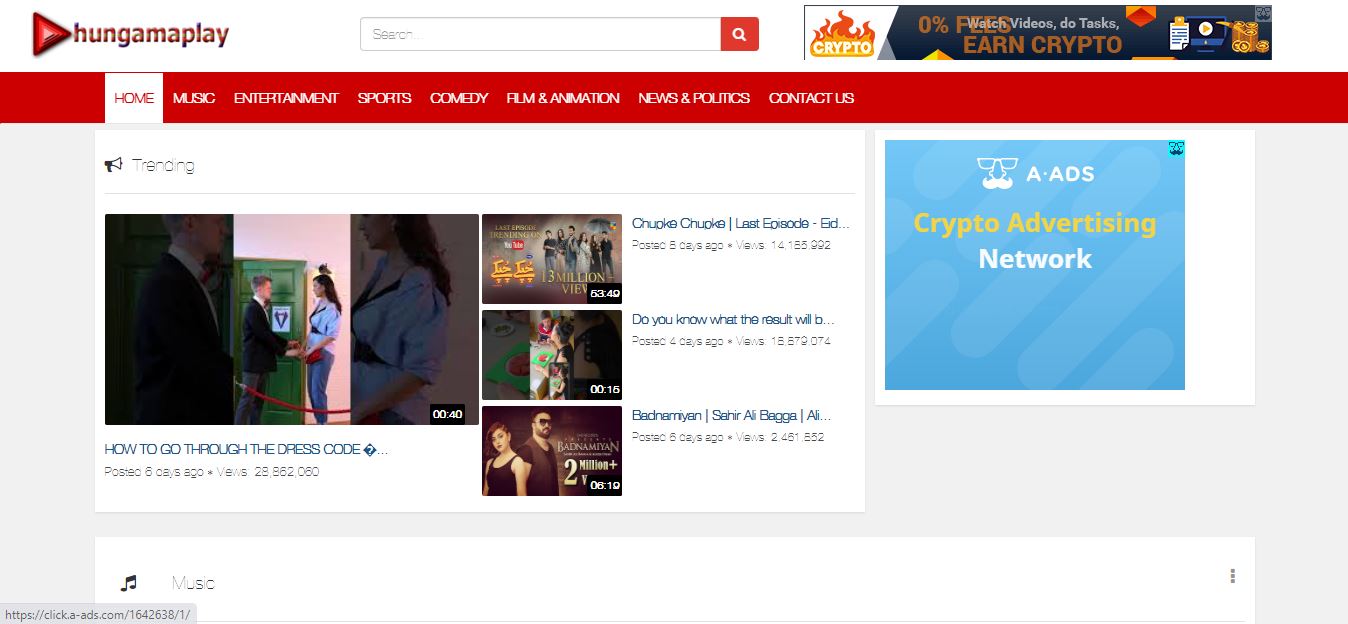 hungamaplay
Search...
CRYPTO
0% FEES
Watch Videos, do Tasks,
EARN CRYPTO
HOME MUSIC ENTERTAINMENT SPORTS COMEDY FILM & ANIMATION NEWS & POLITICS CONTACT US
Trending
00:40
HOW TO GO THROUGH THE DRESS CODE �...
Posted 6 days ago • Views: 28,862,060
LAST EPISODE
TRENDING ON
YouTube
13 MILLION+
VIEW
53:49
Chupke Chupke | Last Episode - Eid...
Posted 6 days ago • Views: 14,165,992
00:15
Do you know what the result will b...
Posted 4 days ago • Views: 18,679,074
BADNAMIYAN
2 Million+
V
06:19
Badnamiyan | Sahir Ali Bagga | Ali...
Posted 6 days ago • Views: 2,461,852
A-ADS
Crypto Advertising
Network
Music
https://click.a-ads.com/1642638/1/